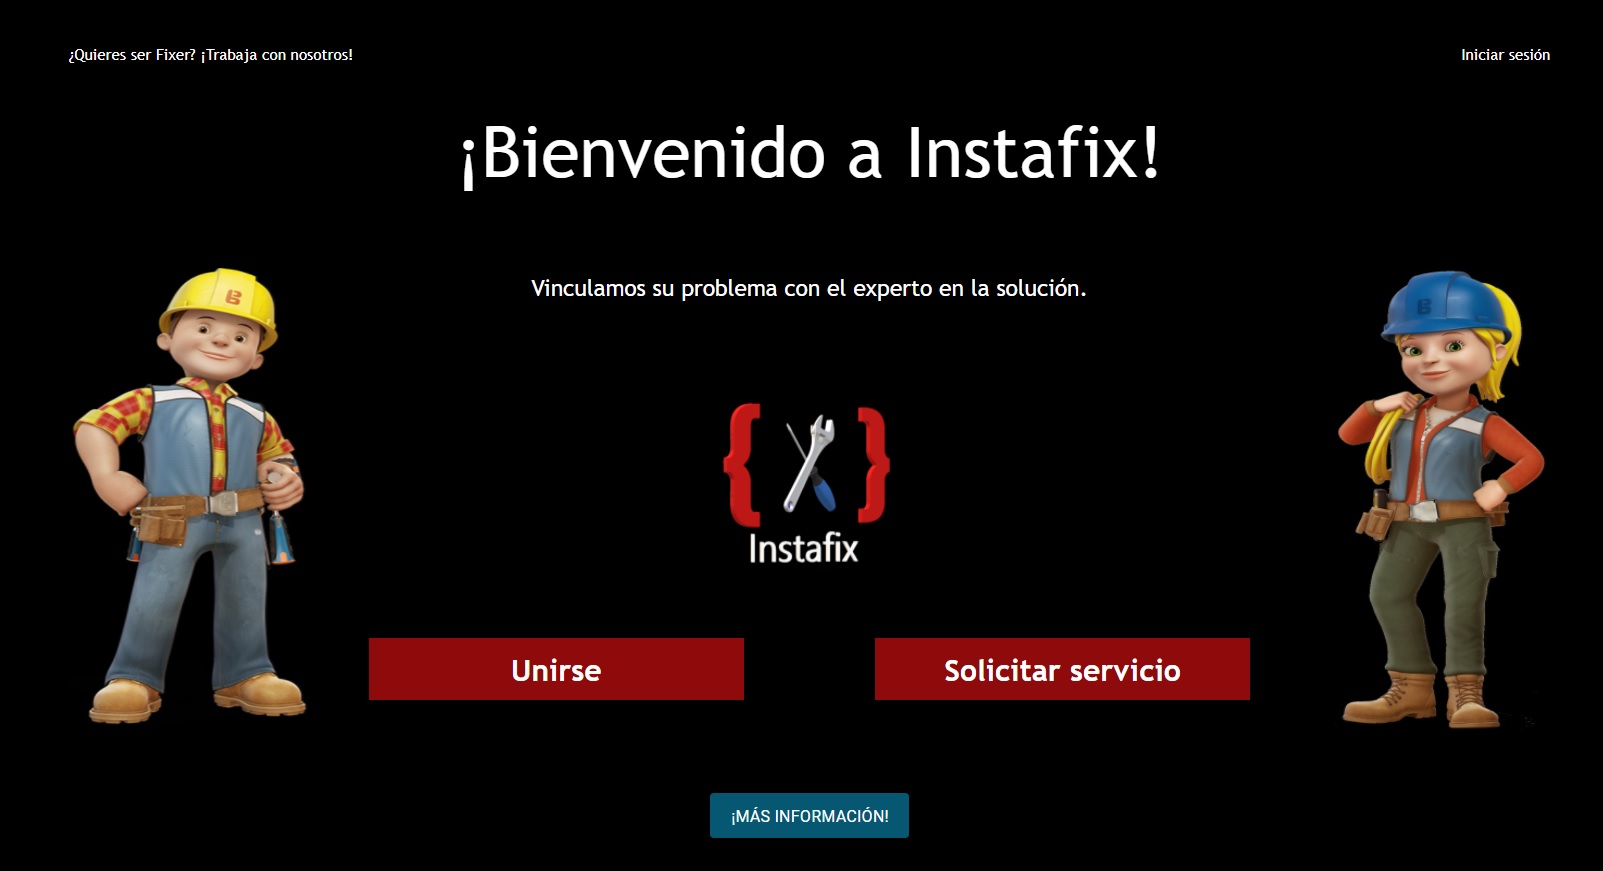 ¿Quieres ser Fixer? ¡Trabaja con nosotros!
Iniciar sesión
¡Bienvenido a Instafix!
Vinculamos su problema con el experto en la solución.
{ }
Instafix
Unirse
Solicitar servicio
¡MÁS INFORMACIÓN!